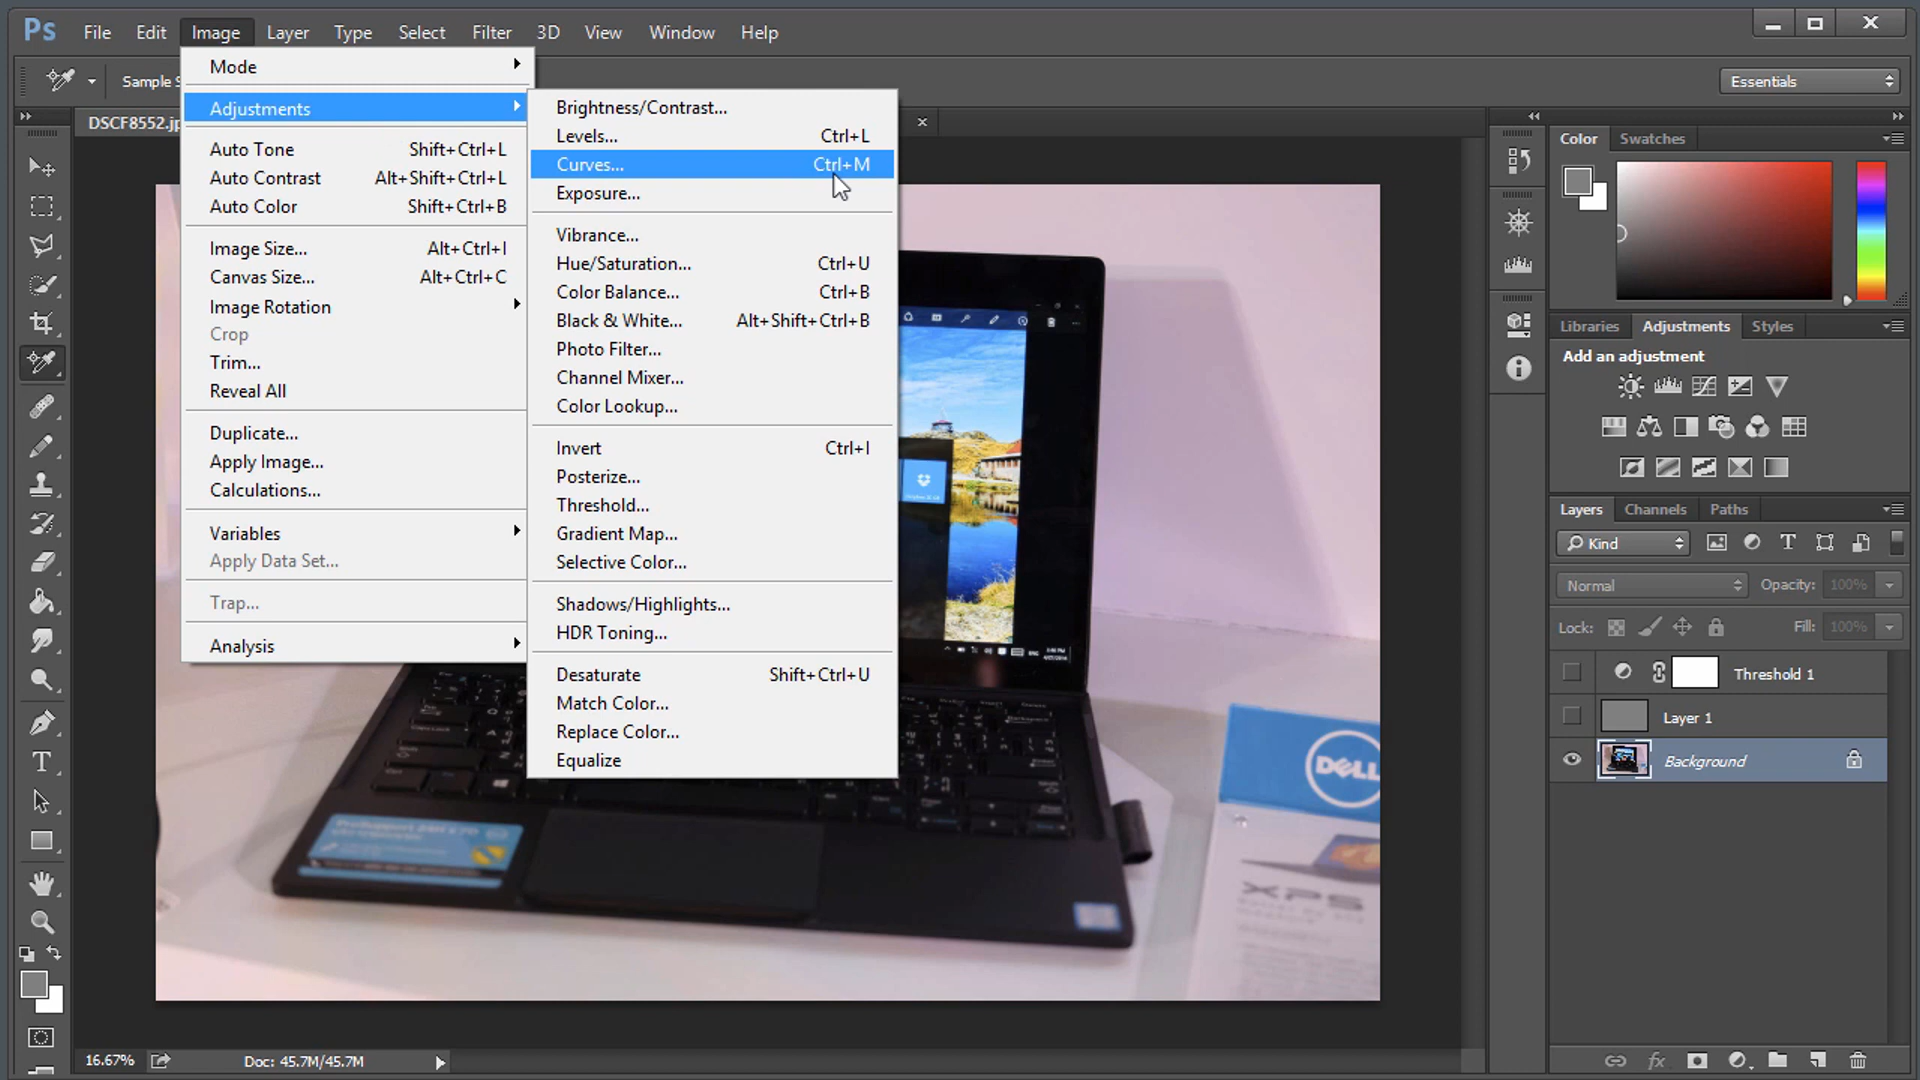 Ps File Edit Image Layer Type Select Filter 3D View Window Help
Sample S
Essentials
DSCF8552.jp
Mode
Adjustments
Auto Tone Shift+Ctrl+L
Auto Contrast Alt+Shift+Ctrl+L
Auto Color Shift+Ctrl+B
Image Size... Alt+Ctrl+I
Canvas Size... Alt+Ctrl+C
Image Rotation
Crop
Trim...
Reveal All
Duplicate...
Apply Image...
Calculations...
Variables
Apply Data Set...
Trap...
Analysis
Brightness/Contrast...
Levels... Ctrl+L
Curves... Ctrl+M
Exposure...
Vibrance...
Hue/Saturation... Ctrl+U
Color Balance... Ctrl+B
Black & White... Alt+Shift+Ctrl+B
Photo Filter...
Channel Mixer...
Color Lookup...
Invert Ctrl+I
Posterize...
Threshold...
Gradient Map...
Selective Color...
Shadows/Highlights...
HDR Toning...
Desaturate Shift+Ctrl+U
Match Color...
Replace Color...
Equalize
Color Swatches
Libraries Adjustments Styles
Add an adjustment
Layers Channels Paths
Kind
Normal Opacity: 100%
Lock: Fill: 100%
Threshold 1
Layer 1
Background
DELL
XPS
16.67% Doc: 45.7M/45.7M